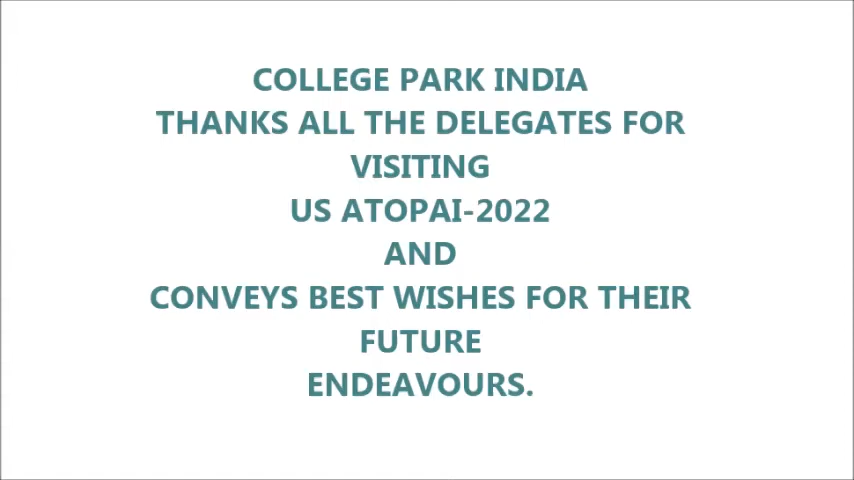 COLLEGE PARK INDIA
THANKS ALL THE DELEGATES FOR
VISITING
US ATOPAI-2022
AND
CONVEYS BEST WISHES FOR THEIR
FUTURE
ENDEAVOURS.